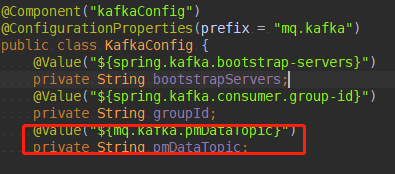 @Component("kafkaConfig")
@ConfigurationProperties(prefix = "mq.kafka")
public class KafkaConfig {
@Value("${spring.kafka.bootstrap-servers}")
private String bootstrapServers;
@Value("${spring.kafka.consumer.group-id}")
private String groupId;
@Value("${mq.kafka.pmDataTopic}")
private String pmDataTopic;